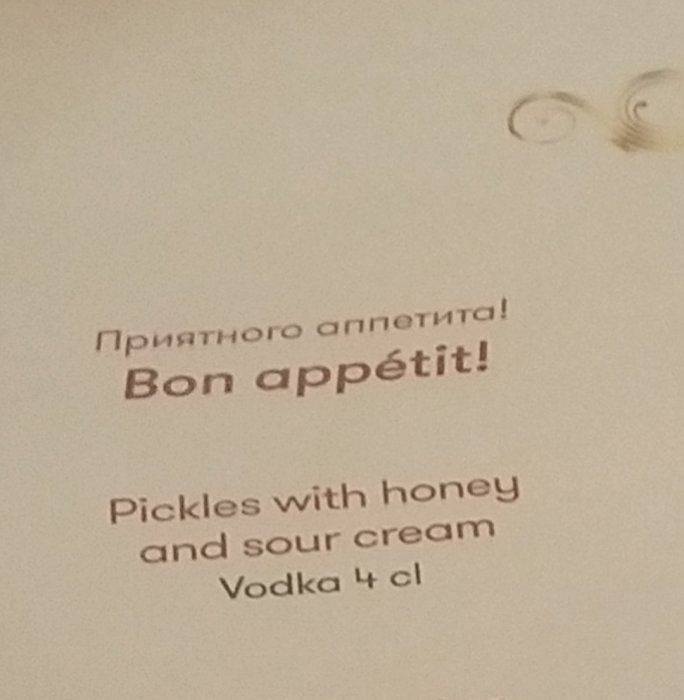 Приятного аппетита!
Bon appétit!
Pickles with honey
and sour cream
Vodka 4 cl